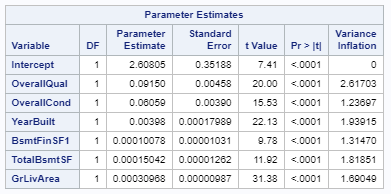 Parameter Estimates
Variable DF Parameter Estimate Standard Error t Value Pr > |t| Variance Inflation
Intercept 1 2.60805 0.35188 7.41 <.0001 0
OverallQual 1 0.09150 0.00458 20.00 <.0001 2.61703
OverallCond 1 0.06059 0.00390 15.53 <.0001 1.23697
YearBuilt 1 0.00398 0.00017989 22.13 <.0001 1.93915
BsmtFinSF1 1 0.00010078 0.00001031 9.78 <.0001 1.31470
TotalBsmtSF 1 0.00015042 0.00001262 11.92 <.0001 1.81851
GrLivArea 1 0.00030968 0.00000987 31.38 <.0001 1.69049